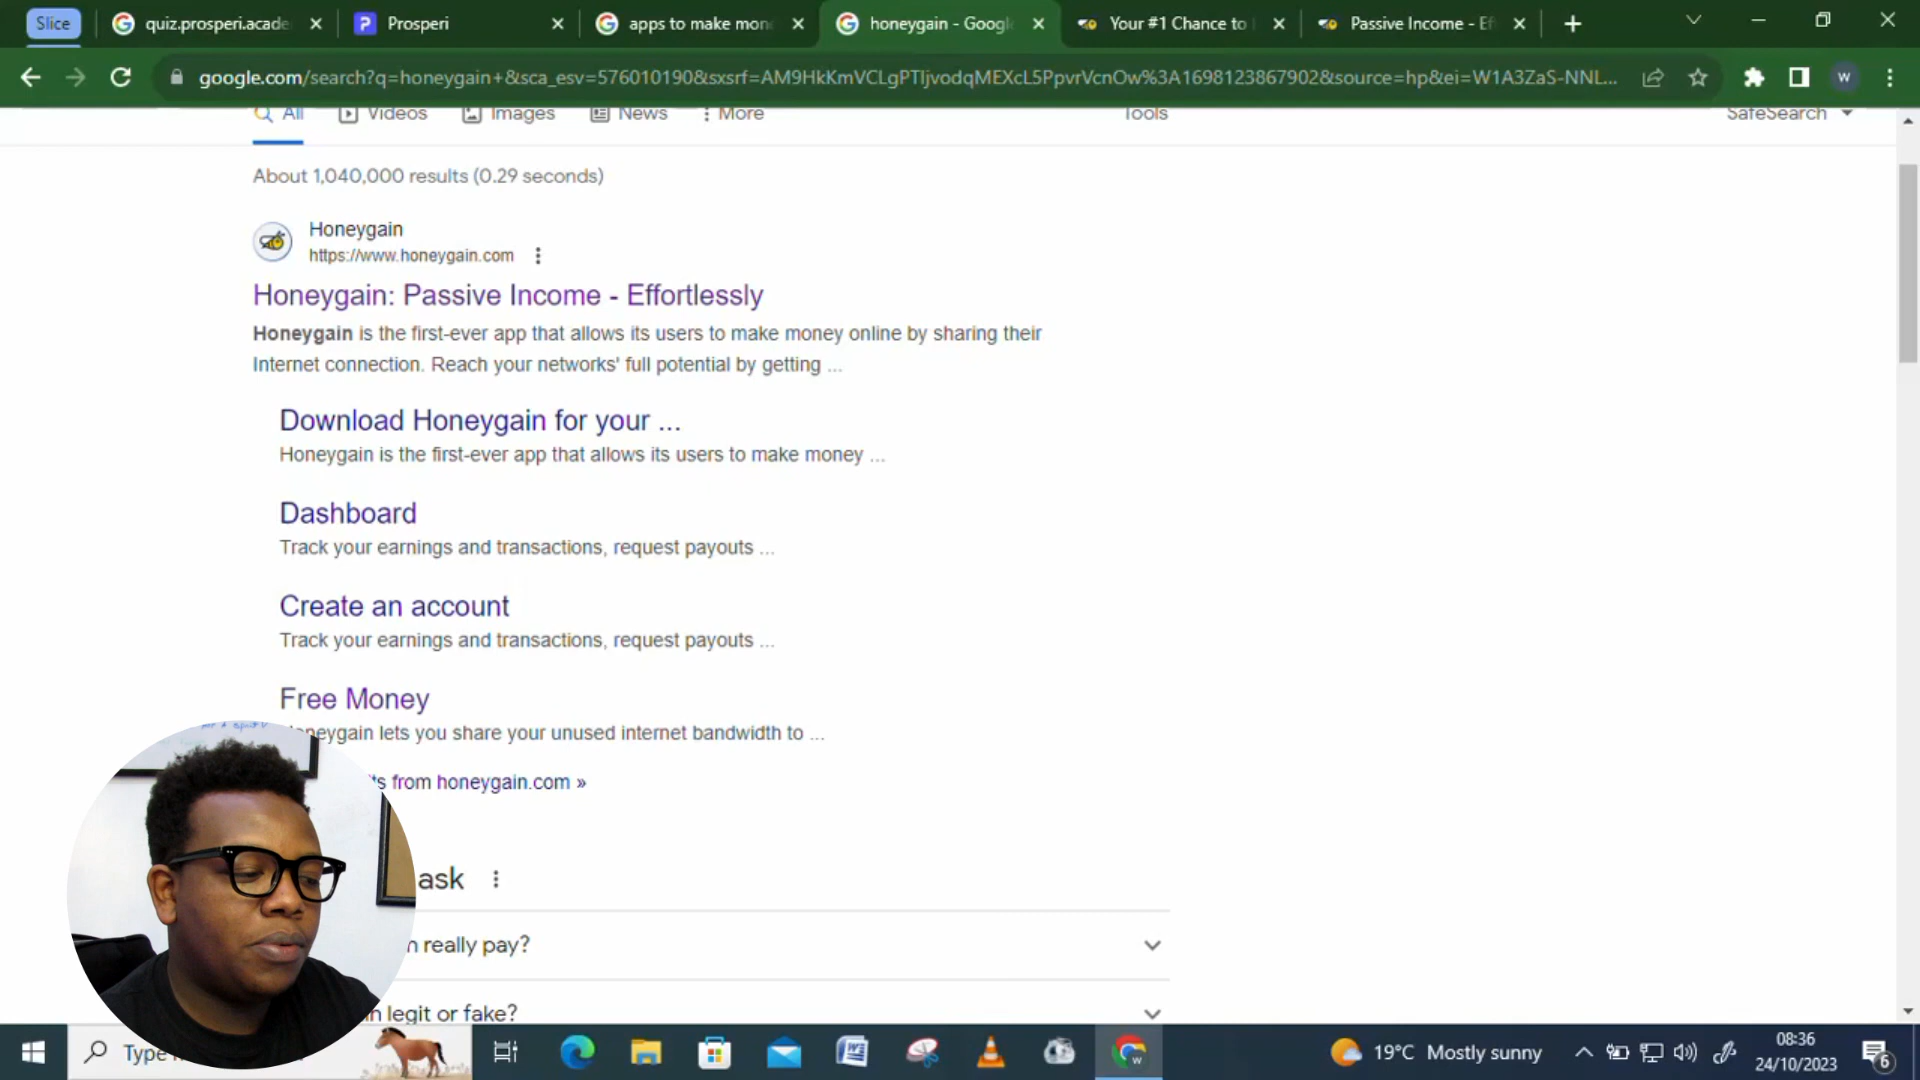 Slice
quiz.prosperi.acade
Prosperi
apps to make mon
honeygain - Googl
Your #1 Chance to
Passive Income - Ef
google.com/search?q=honeygain+&sca_esv=576010190&sxsrf=AM9HkKmVCLgPTIjvodqMEXcL5PpvrVcnOw%3A1698123867902&source=hp&ei=W1A3ZaS-NNL...
W
All
Videos
Images
News
More
Tools
SafeSearch
About 1,040,000 results (0.29 seconds)
Honeygain
https://www.honeygain.com
Honeygain: Passive Income - Effortlessly
Honeygain is the first-ever app that allows its users to make money online by sharing their
Internet connection. Reach your networks' full potential by getting ...
Download Honeygain for your ...
Honeygain is the first-ever app that allows its users to make money ...
Dashboard
Track your earnings and transactions, request payouts ...
Create an account
Track your earnings and transactions, request payouts ...
Free Money
neygain lets you share your unused internet bandwidth to ...
ts from honeygain.com »
ask
n really pay?
n legit or fake?
Type
19°C Mostly sunny
08:36
24/10/2023
6